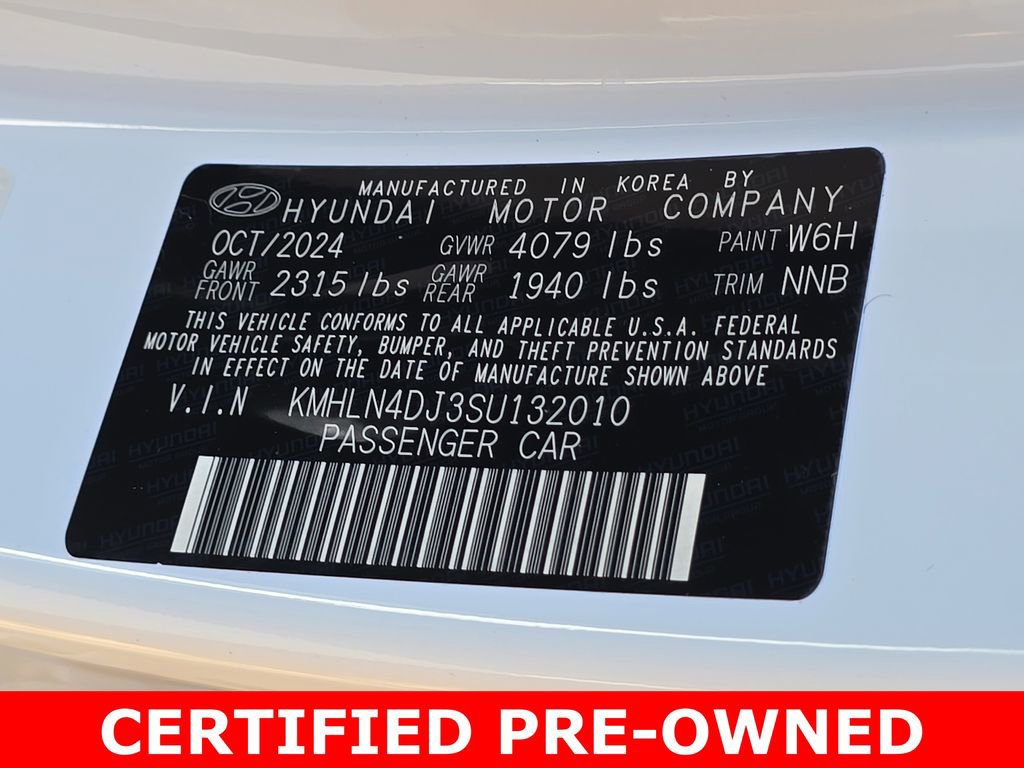 MANUFACTURED IN KOREA BY
HYUNDAI MOTOR COMPANY
OCT/2024 GVWR 4079 lbs PAINT W6H
GAWR FRONT 2315 lbs GAWR REAR 1940 lbs TRIM NNB
THIS VEHICLE CONFORMS TO ALL APPLICABLE U.S.A. FEDERAL
MOTOR VEHICLE SAFETY, BUMPER, AND THEFT PREVENTION STANDARDS
IN EFFECT ON THE DATE OF MANUFACTURE SHOWN ABOVE
V.I.N KMHLN4DJ3SU132010
PASSENGER CAR
CERTIFIED PRE-OWNED